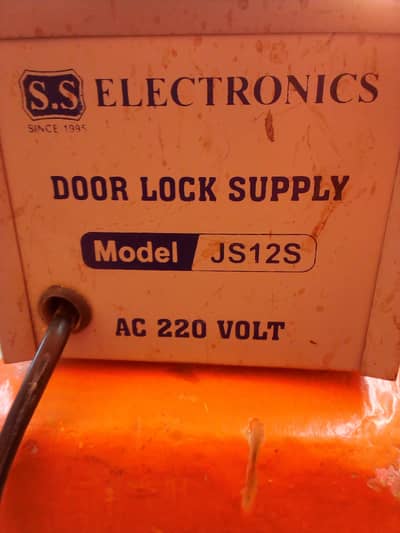 S.S ELECTRONICS
SINCE 1995
DOOR LOCK SUPPLY
Model JS12S
AC 220 VOLT